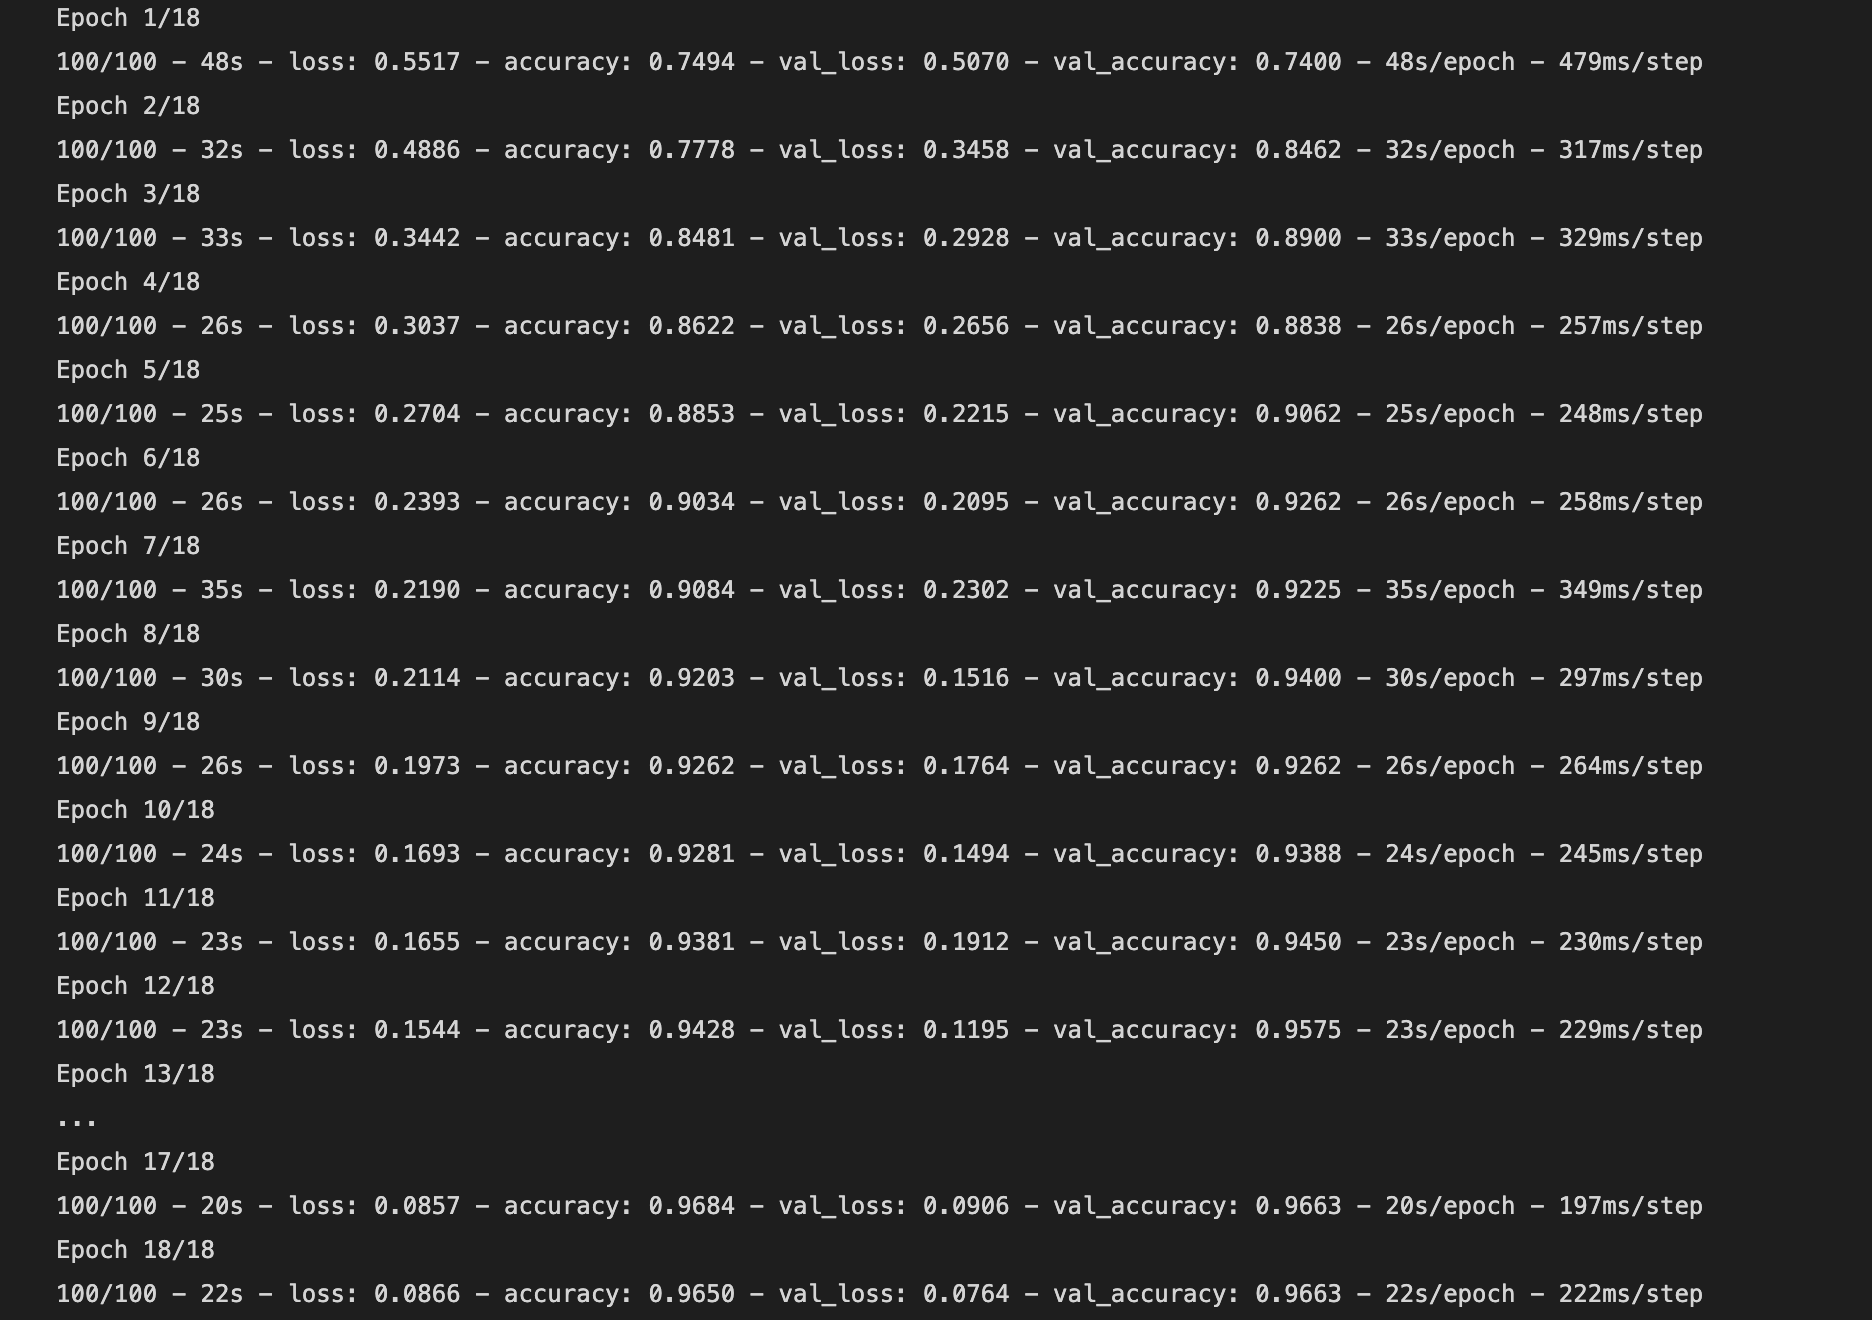 Epoch 1/18
100/100 - 48s - loss: 0.5517 - accuracy: 0.7494 - val_loss: 0.5070 - val_accuracy: 0.7400 - 48s/epoch - 479ms/step
Epoch 2/18
100/100 - 32s - loss: 0.4886 - accuracy: 0.7778 - val_loss: 0.3458 - val_accuracy: 0.8462 - 32s/epoch - 317ms/step
Epoch 3/18
100/100 - 33s - loss: 0.3442 - accuracy: 0.8481 - val_loss: 0.2928 - val_accuracy: 0.8900 - 33s/epoch - 329ms/step
Epoch 4/18
100/100 - 26s - loss: 0.3037 - accuracy: 0.8622 - val_loss: 0.2656 - val_accuracy: 0.8838 - 26s/epoch - 257ms/step
Epoch 5/18
100/100 - 25s - loss: 0.2704 - accuracy: 0.8853 - val_loss: 0.2215 - val_accuracy: 0.9062 - 25s/epoch - 248ms/step
Epoch 6/18
100/100 - 26s - loss: 0.2393 - accuracy: 0.9034 - val_loss: 0.2095 - val_accuracy: 0.9262 - 26s/epoch - 258ms/step
Epoch 7/18
100/100 - 35s - loss: 0.2190 - accuracy: 0.9084 - val_loss: 0.2302 - val_accuracy: 0.9225 - 35s/epoch - 349ms/step
Epoch 8/18
100/100 - 30s - loss: 0.2114 - accuracy: 0.9203 - val_loss: 0.1516 - val_accuracy: 0.9400 - 30s/epoch - 297ms/step
Epoch 9/18
100/100 - 26s - loss: 0.1973 - accuracy: 0.9262 - val_loss: 0.1764 - val_accuracy: 0.9262 - 26s/epoch - 264ms/step
Epoch 10/18
100/100 - 24s - loss: 0.1693 - accuracy: 0.9281 - val_loss: 0.1494 - val_accuracy: 0.9388 - 24s/epoch - 245ms/step
Epoch 11/18
100/100 - 23s - loss: 0.1655 - accuracy: 0.9381 - val_loss: 0.1912 - val_accuracy: 0.9450 - 23s/epoch - 230ms/step
Epoch 12/18
100/100 - 23s - loss: 0.1544 - accuracy: 0.9428 - val_loss: 0.1195 - val_accuracy: 0.9575 - 23s/epoch - 229ms/step
Epoch 13/18
...
Epoch 17/18
100/100 - 20s - loss: 0.0857 - accuracy: 0.9684 - val_loss: 0.0906 - val_accuracy: 0.9663 - 20s/epoch - 197ms/step
Epoch 18/18
100/100 - 22s - loss: 0.0866 - accuracy: 0.9650 - val_loss: 0.0764 - val_accuracy: 0.9663 - 22s/epoch - 222ms/step